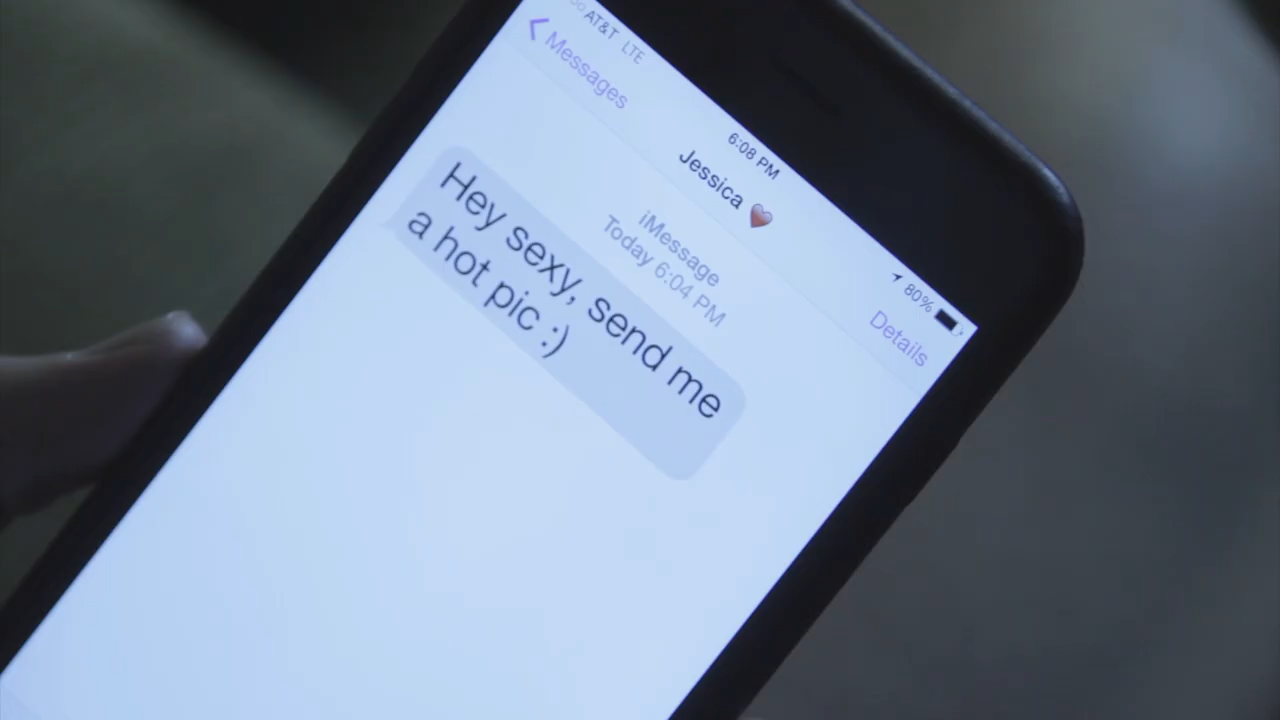 AT&T LTE
6:08 PM
80%
Messages
Jessica
Details
iMessage
Today 6:04 PM
Hey sexy, send me
a hot pic :)